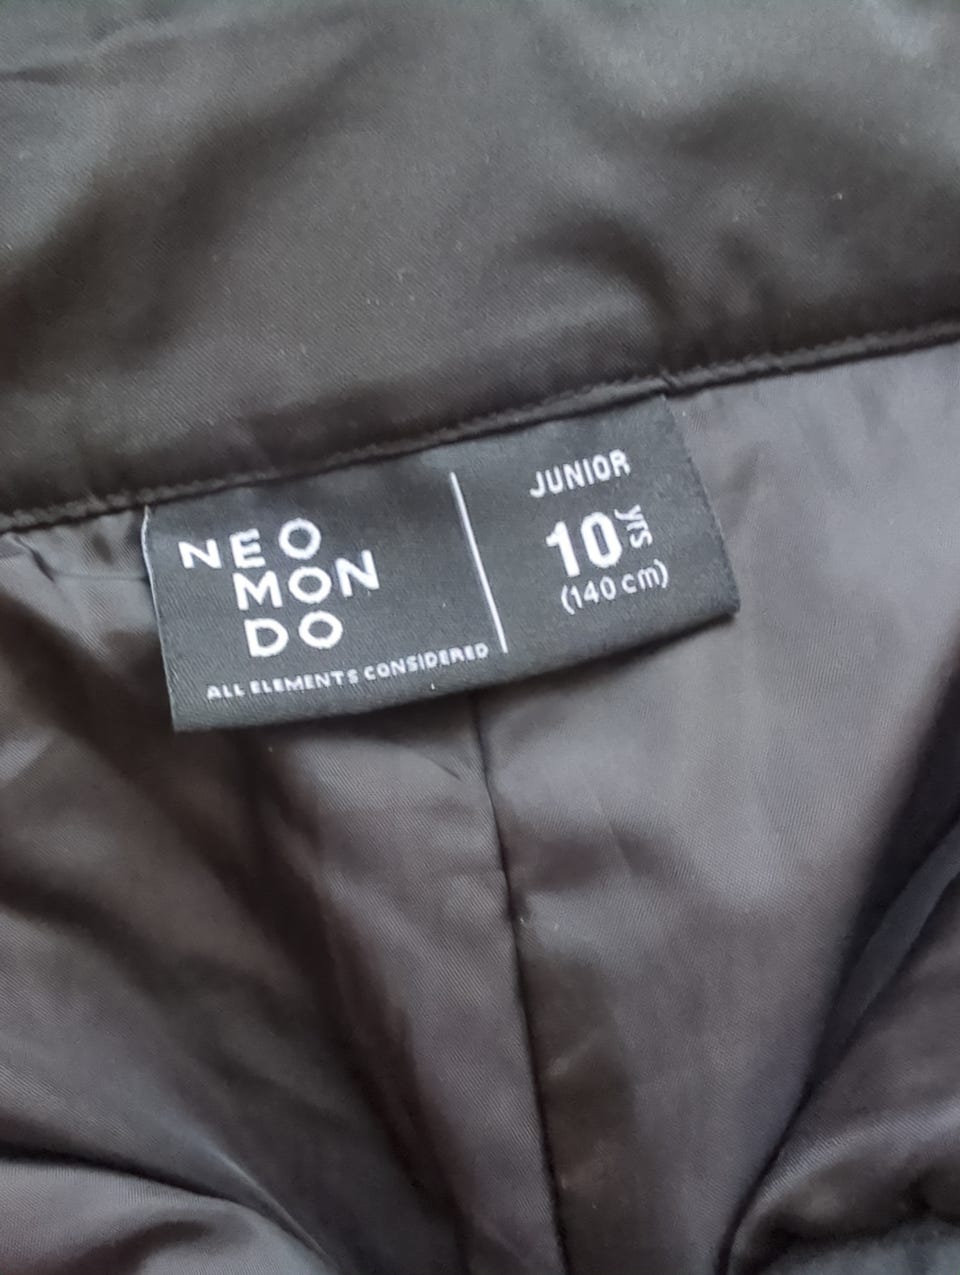 NEO
MON
DO
ALL ELEMENTS CONSIDERED
JUNIOR
10 yrs
(140 cm)